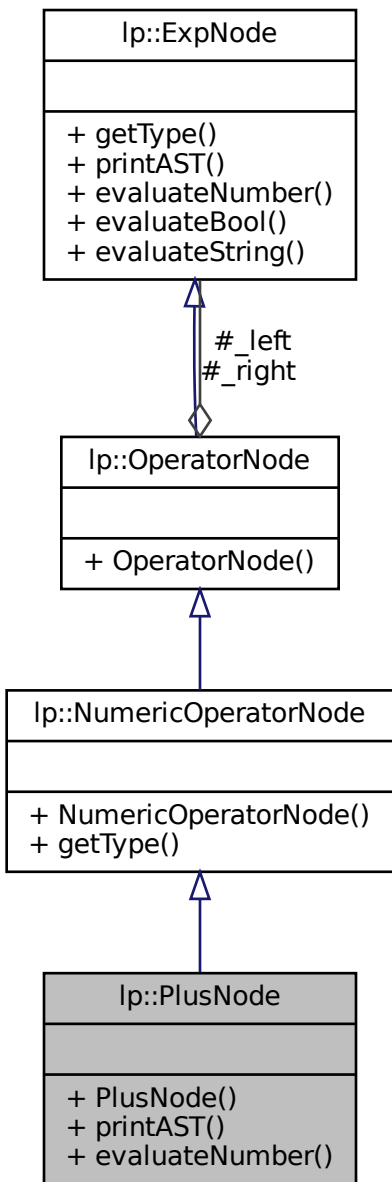 lp::ExpNode
+ getType()
+ printAST()
+ evaluateNumber()
+ evaluateBool()
+ evaluateString()
#_left
#_right
lp::OperatorNode
+ OperatorNode()
lp::NumericOperatorNode
+ NumericOperatorNode()
+ getType()
lp::PlusNode
+ PlusNode()
+ printAST()
+ evaluateNumber()